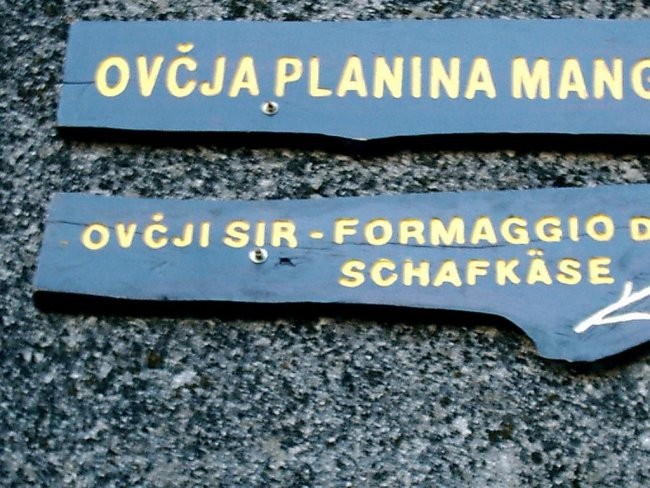 OVČJA PLANINA MANG
OVČJI SIR - FORMAGGIO D
SCHAFKÄSE